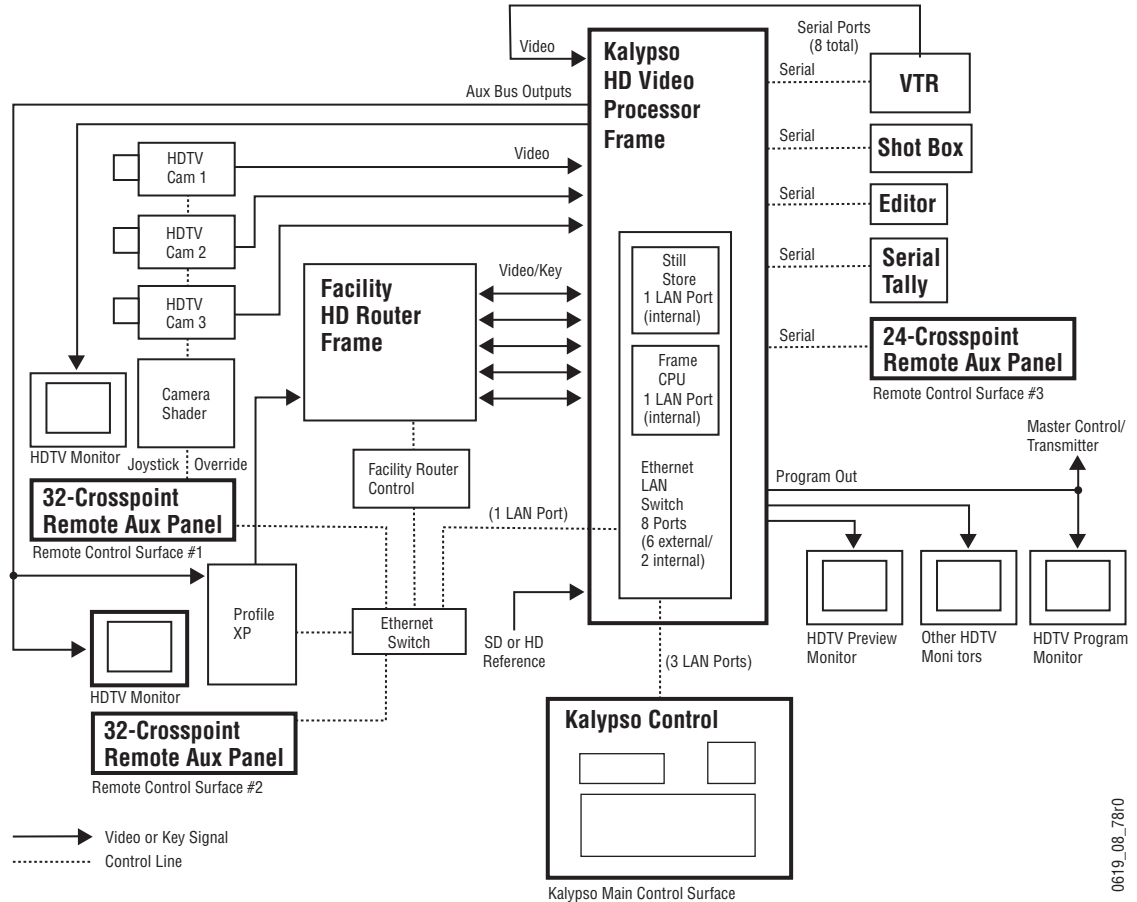 Video
Serial Ports
(8 total)
Kalypso
HD Video
Processor
Frame
Serial
VTR
Aux Bus Outputs
HDTV
Cam 1
Video
Serial
Shot Box
HDTV
Cam 2
Serial
Editor
HDTV
Cam 3
Facility
HD Router
Frame
Video/Key
Still
Store
1 LAN Port
(internal)
Serial
Serial
Tally
Serial
24-Crosspoint
Remote Aux Panel
Remote Control Surface #3
Frame
CPU
1 LAN Port
(internal)
Camera
Shader
HDTV Monitor
Joystick
Override
Facility Router
Control
Ethernet
LAN
Switch
8 Ports
(6 external/
2 internal)
Master Control/
Transmitter
Program Out
32-Crosspoint
Remote Aux Panel
Remote Control Surface #1
(1 LAN Port)
Profile
XP
Ethernet
Switch
SD or HD
Reference
HDTV Preview
Monitor
Other HDTV
Moni tors
HDTV Program
Monitor
HDTV Monitor
(3 LAN Ports)
32-Crosspoint
Remote Aux Panel
Remote Control Surface #2
Kalypso Control
Kalypso Main Control Surface
Video or Key Signal
Control Line
0619_08_78r0